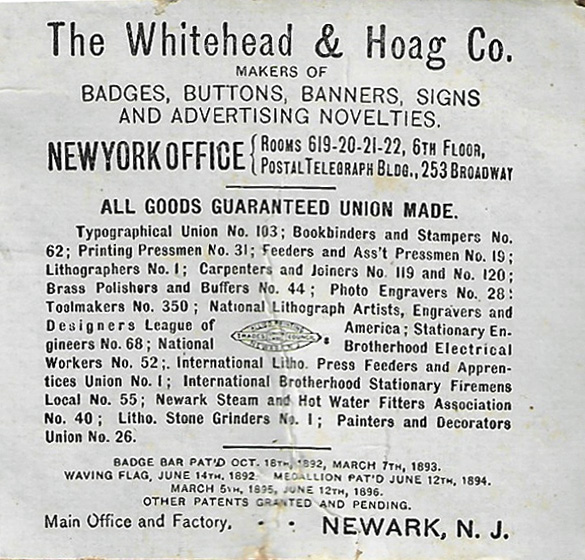 The Whitehead & Hoag Co.
MAKERS OF
BADGES, BUTTONS, BANNERS, SIGNS
AND ADVERTISING NOVELTIES.
NEW YORK OFFICE { ROOMS 619-20-21-22, 6TH FLOOR,
POSTAL TELEGRAPH BLDG., 253 BROADWAY
ALL GOODS GUARANTEED UNION MADE.
Typographical Union No. 103; Bookbinders and Stampers No.
62; Printing Pressmen No. 31; Feeders and Ass't Pressmen No. 19;
Lithographers No. 1; Carpenters and Joiners No. 119 and No. 120;
Brass Polishers and Buffers No. 44; Photo Engravers No. 28:
Toolmakers No. 350; National Lithograph Artists, Engravers and
Designers League of America; Stationary En-
gineers No. 68; National Brotherhood Electrical
Workers No. 52; International Litho. Press Feeders and Appren-
tices Union No. 1; International Brotherhood Stationary Firemens
Local No. 55; Newark Steam and Hot Water Fitters Association
No. 40; Litho. Stone Grinders No. 1; Painters and Decorators
Union No. 26.
BADGE BAR PAT'D OCT. 18TH, 1892, MARCH 7TH, 1893.
WAVING FLAG, JUNE 14TH, 1892. MEDALLION PAT'D JUNE 12TH, 1894.
MARCH 5TH, 1895, JUNE 12TH, 1896.
OTHER PATENTS GRANTED AND PENDING.
Main Office and Factory, · · NEWARK, N. J.